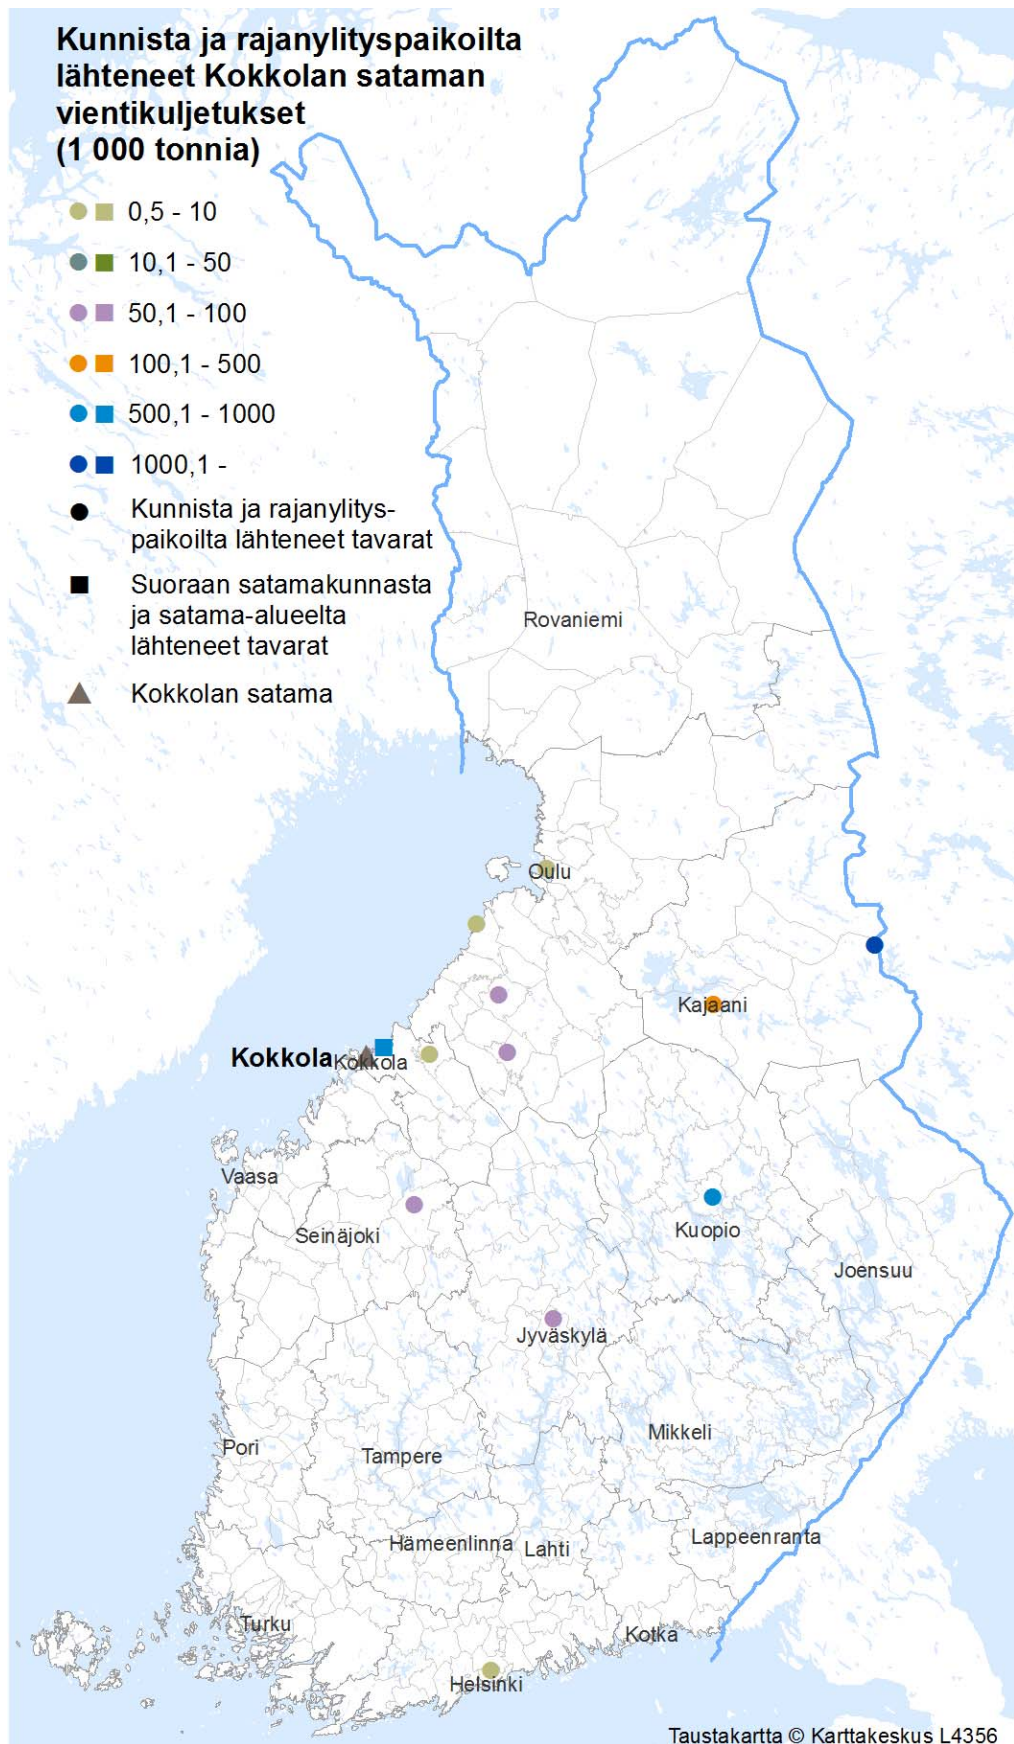 Kunnista ja rajanylityspaikoilta
lähteneet Kokkolan sataman
vientikuljetukset
(1 000 tonnia)
0,5 - 10
10,1 - 50
50,1 - 100
100,1 - 500
500,1 - 1000
1000,1 -
Kunnista ja rajanylitys-
paikoilta lähteneet tavarat
Suoraan satamakunnasta
ja satama-alueelta
lähteneet tavarat
Kokkolan satama
Rovaniemi
Oulu
Kajaani
Kokkola
Kokkola
Vaasa
Seinäjoki
Kuopio
Joensuu
Jyväskylä
Mikkeli
Pori
Tampere
Lappeenranta
Hämeenlinna
Lahti
Turku
Kotka
Helsinki
Taustakartta © Karttakeskus L4356